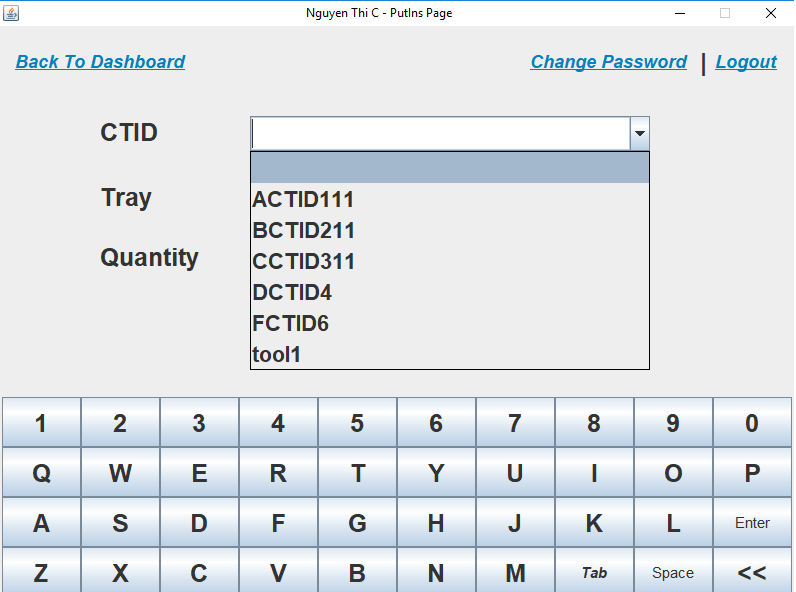 Nguyen Thi C - PutIns Page
Back To Dashboard
Change Password | Logout
CTID
Tray
Quantity
ACTID111
BCTID211
CCTID311
DCTID4
FCTID6
tool1
1 2 3 4 5 6 7 8 9 0
Q W E R T Y U I O P
A S D F G H J K L Enter
Z X C V B N M Tab Space <<